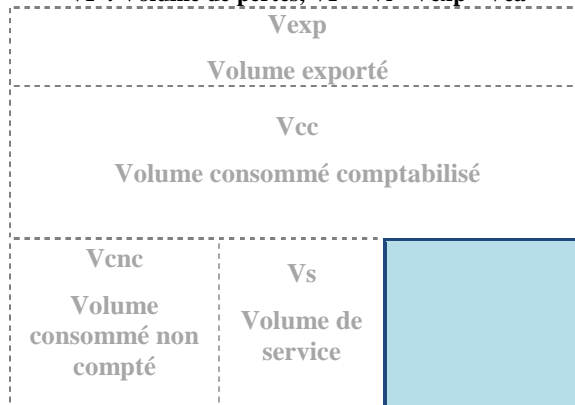 Vexp
Volume exporté
Vcc
Volume consommé comptabilisé
Vcnc
Volume
consommé non
compté
Vs
Volume de
service